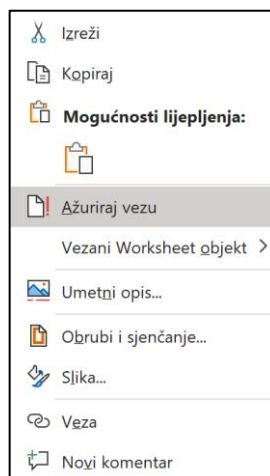 Izreži
Kopiraj
Mogućnosti lijepljenja:
Ažuriraj vezu
Vezani Worksheet objekt
Umetni opis...
Obrubi i sjenčanje...
Slika...
Veza
Novi komentar